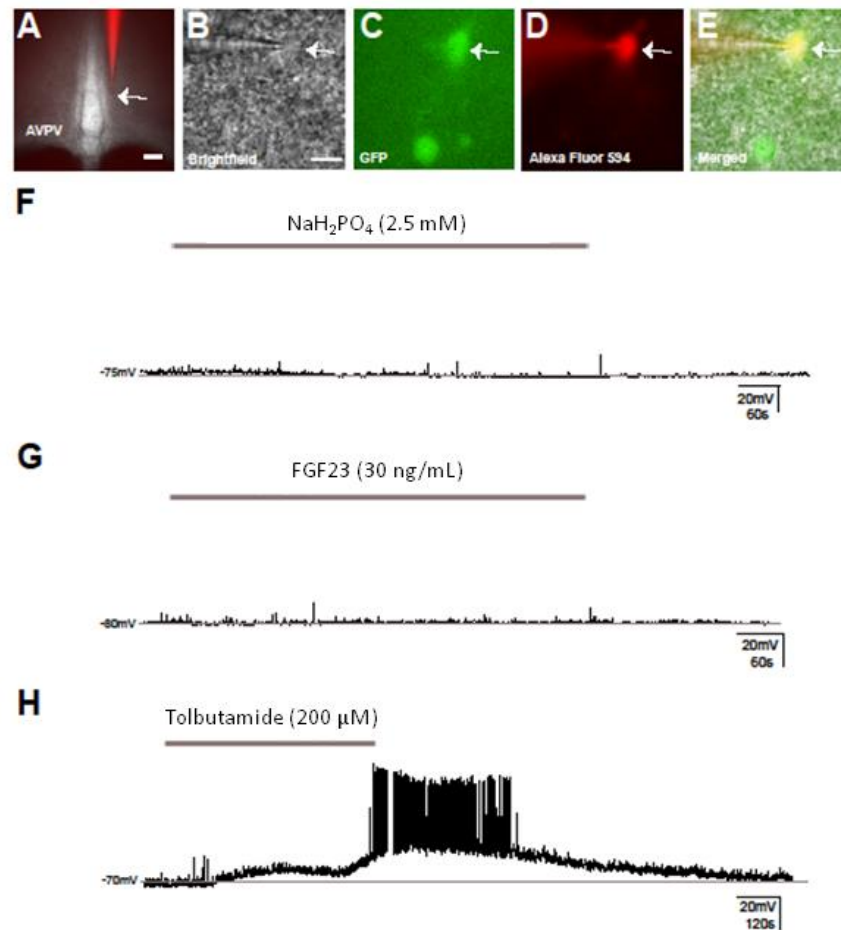 A
B
C
D
E
AVPV
Brightfield
GFP
Alexa Fluor 594
Merged
F
NaH₂PO₄ (2.5 mM)
-75mV
20mV
60s
G
FGF23 (30 ng/mL)
-80mV
20mV
60s
H
Tolbutamide (200 μM)
-70mV
20mV
120s